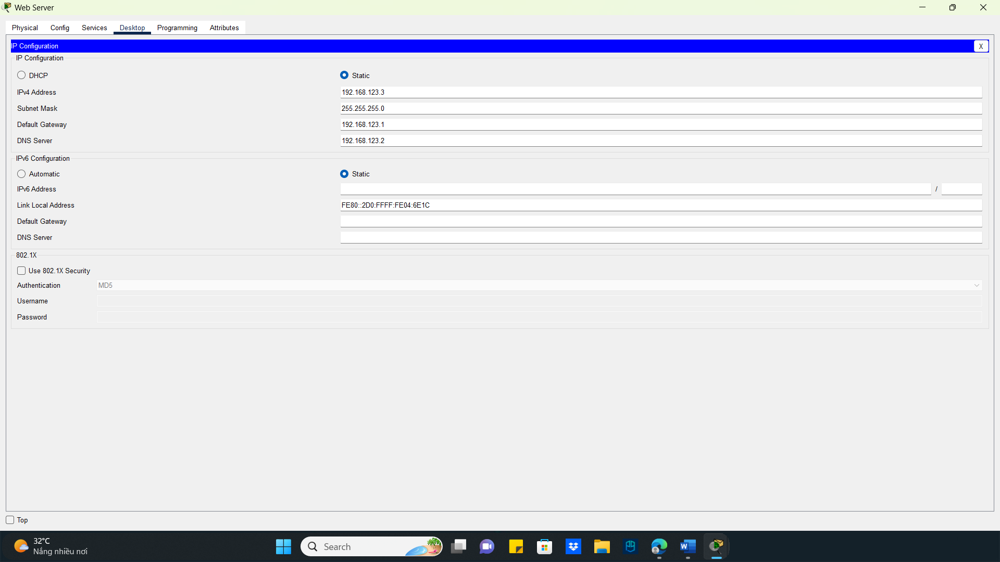 Web Server
Physical Config Services Desktop Programming Attributes
IP Configuration
X
IP Configuration
DHCP
Static
IPv4 Address
192.168.123.3
Subnet Mask
255.255.255.0
Default Gateway
192.168.123.1
DNS Server
192.168.123.2
IPv6 Configuration
Automatic
Static
IPv6 Address
/
Link Local Address
FE80::2D0:FFFF:FE04:6E1C
Default Gateway
DNS Server
802.1X
Use 802.1X Security
Authentication
MD5
Username
Password
Top
32°C
Nắng nhiều nơi
Search
W